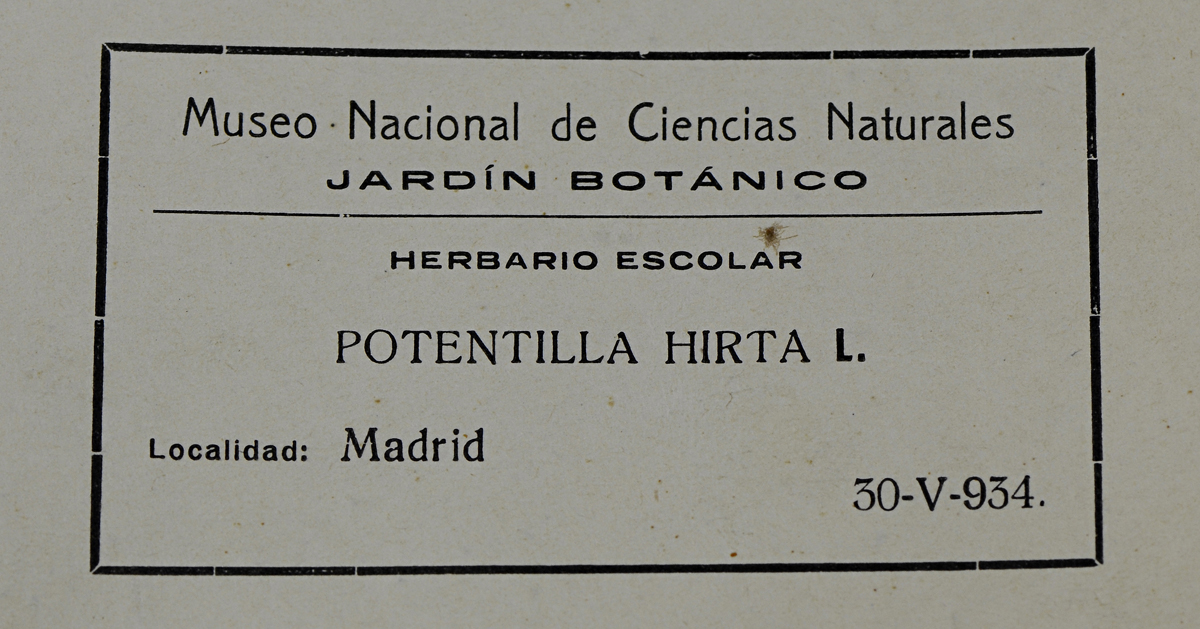 Museo Nacional de Ciencias Naturales
JARDÍN BOTÁNICO
HERBARIO ESCOLAR
POTENTILLA HIRTA L.
Localidad: Madrid
30-V-934.